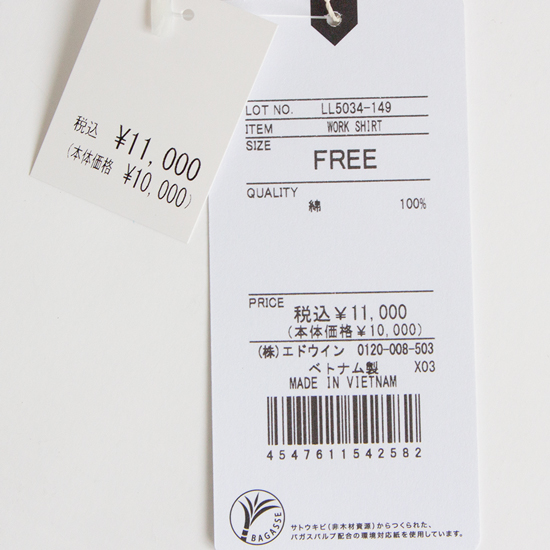 税込 ¥11,000
(本体価格 ¥10,000)
LOT NO. LL5034-149
ITEM WORK SHIRT
SIZE
FREE
QUALITY
綿 100%
PRICE
税込¥11,000
(本体価格¥10,000)
(株)エドウイン 0120-008-503
ベトナム製 X03
MADE IN VIETNAM
4547611542582
BAGASSE
サトウキビ(非木材資源)からつくられた、
バガスパルプ配合の環境対応紙を使用しています。